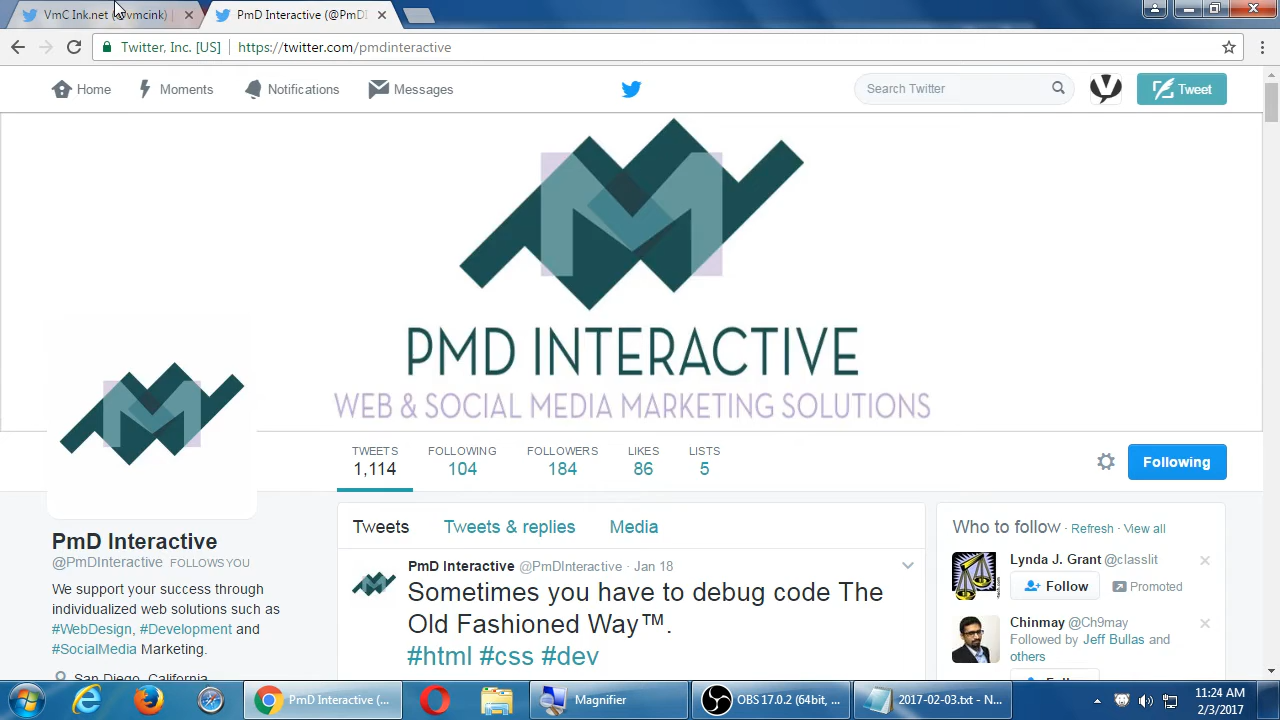 VmC Ink.net (@vmcink) |
PmD Interactive (@PmDI
Twitter, Inc. [US]
https://twitter.com/pmdinteractive
Home
Moments
Notifications
Messages
Search Twitter
Tweet
PMD INTERACTIVE
WEB & SOCIAL MEDIA MARKETING SOLUTIONS
TWEETS FOLLOWING FOLLOWERS LIKES LISTS
1,114 104 184 86 5
Following
PmD Interactive
@PmDInteractive FOLLOWS YOU
We support your success through
individualized web solutions such as
#WebDesign, #Development and
#SocialMedia Marketing.
San Diego, California
Tweets Tweets & replies Media
PmD Interactive @PmDInteractive · Jan 18
Sometimes you have to debug code The
Old Fashioned Way™.
#html #css #dev
Who to follow · Refresh · View all
Lynda J. Grant @classlit
Follow
Promoted
Chinmay @Ch9may
Followed by Jeff Bullas and
others
PmD Interactive (...
Magnifier
OBS 17.0.2 (64bit, ...
2017-02-03.txt - N...
11:24 AM
2/3/2017